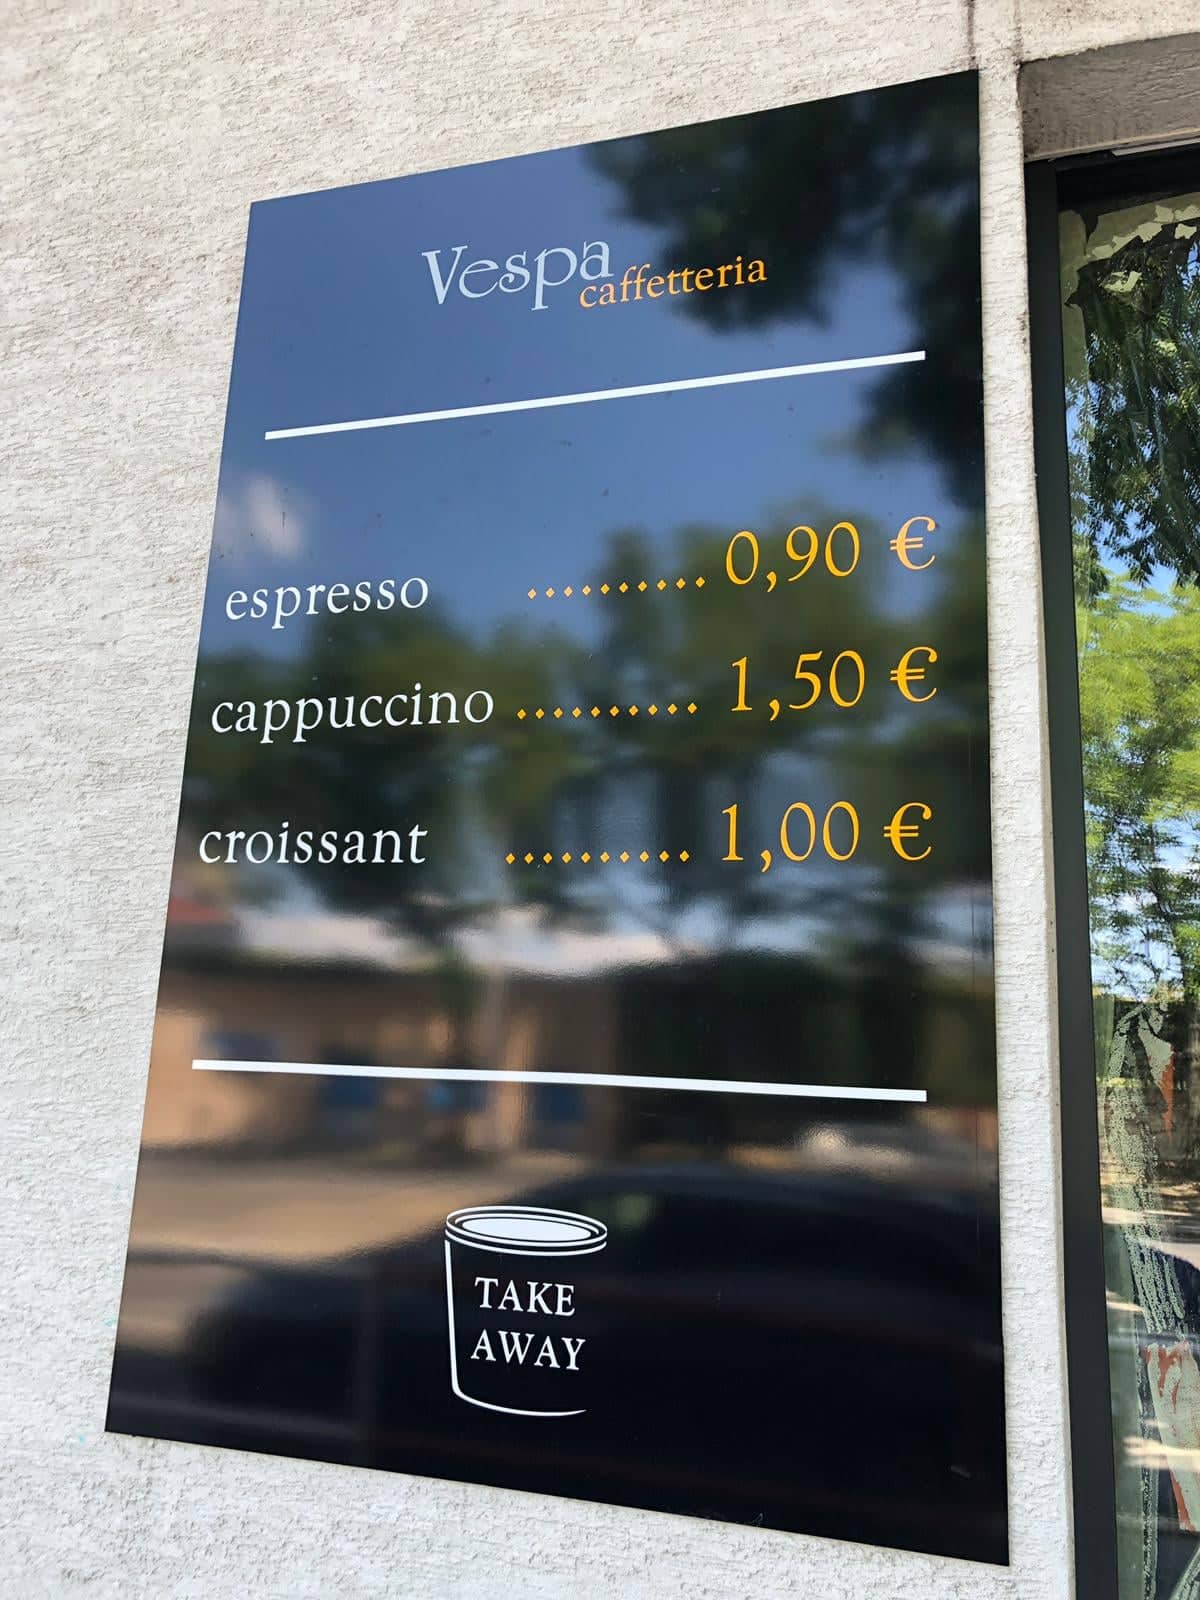 Vespa caffetteria
espresso .......... 0,90 €
cappuccino .......... 1,50 €
croissant .......... 1,00 €
TAKE
AWAY